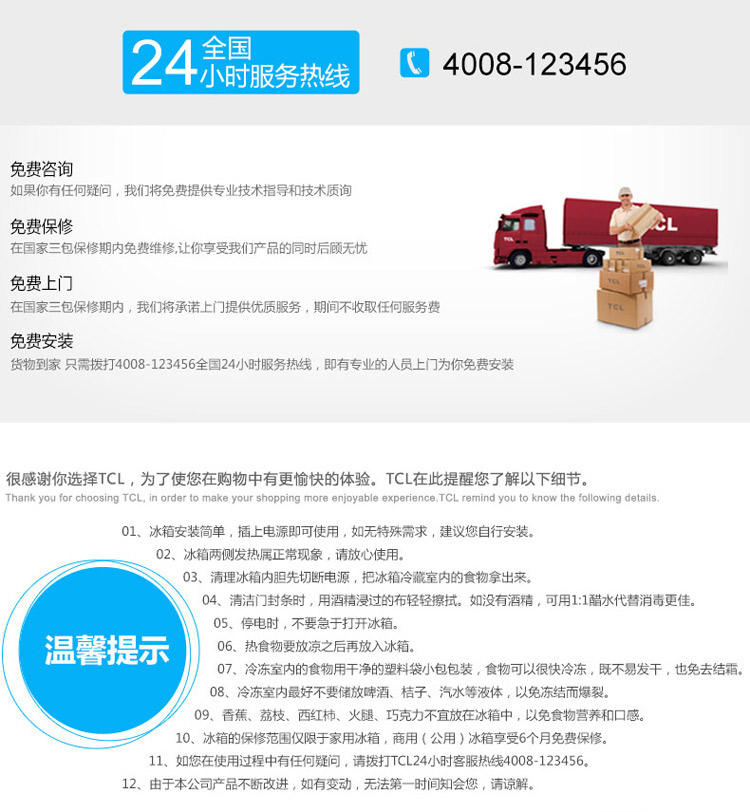 24全国小时服务热线 4008-123456
免费咨询
如果你有任何疑问，我们将免费提供专业技术指导和技术质询
免费保修
在国家三包保修期内免费维修,让你享受我们产品的同时后顾无忧
免费上门
在国家三包保修期内，我们将承诺上门提供优质服务，期间不收取任何服务费
免费安装
货物到家 只需拨打4008-123456全国24小时服务热线，即有专业的人员上门为你免费安装
TCL
CL
TCL
TCL
很感谢你选择TCL，为了使您在购物中有更愉快的体验。TCL在此提醒您了解以下细节。
Thank you for choosing TCL, in order to make your shopping more enjoyable experience.TCL remind you to know the following details.
温馨提示
01、冰箱安装简单，插上电源即可使用，如无特殊需求，建议您自行安装。
02、冰箱两侧发热属正常现象，请放心使用。
03、清理冰箱内胆先切断电源，把冰箱冷藏室内的食物拿出来。
04、清洁门封条时，用酒精浸过的布轻轻擦拭。如没有酒精，可用1:1醋水代替消毒更佳。
05、停电时，不要急于打开冰箱。
06、热食物要放凉之后再放入冰箱。
07、冷冻室内的食物用干净的塑料袋小包包装，食物可以很快冷冻，既不易发干，也免去结霜。
08、冷冻室内最好不要储放啤酒、桔子、汽水等液体，以免冻结而爆裂。
09、香蕉、荔枝、西红柿、火腿、巧克力不宜放在冰箱中，以免食物营养和口感。
10、冰箱的保修范围仅限于家用冰箱，商用（公用）冰箱享受6个月免费保修。
11、如您在使用过程中有任何疑问，请拨打TCL24小时客服热线4008-123456。
12、由于本公司产品不断改进，如有变动，无法第一时间知会您，请谅解。